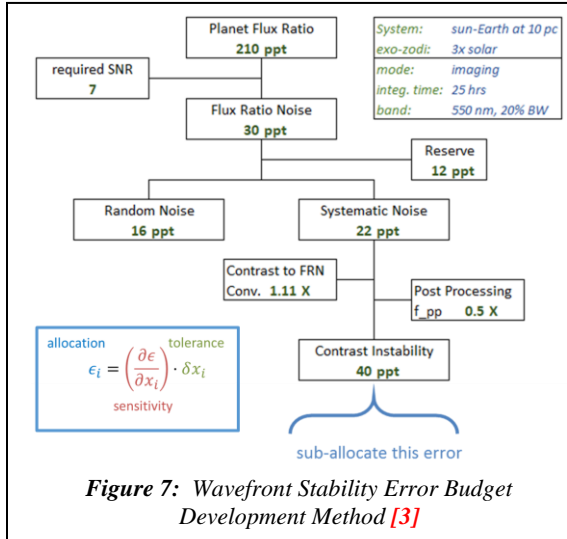 Planet Flux Ratio
210 ppt
System: sun-Earth at 10 pc
exo-zodi: 3x solar
mode: imaging
integ. time: 25 hrs
band: 550 nm, 20% BW
required SNR
7
Flux Ratio Noise
30 ppt
Reserve
12 ppt
Random Noise
16 ppt
Systematic Noise
22 ppt
Contrast to FRN
Conv. 1.11 X
Post Processing
f_pp 0.5 X
Contrast Instability
40 ppt
allocation tolerance
ϵᵢ = (∂ϵ/∂xᵢ) · δxᵢ
sensitivity
sub-allocate this error
Figure 7: Wavefront Stability Error Budget
Development Method [3]